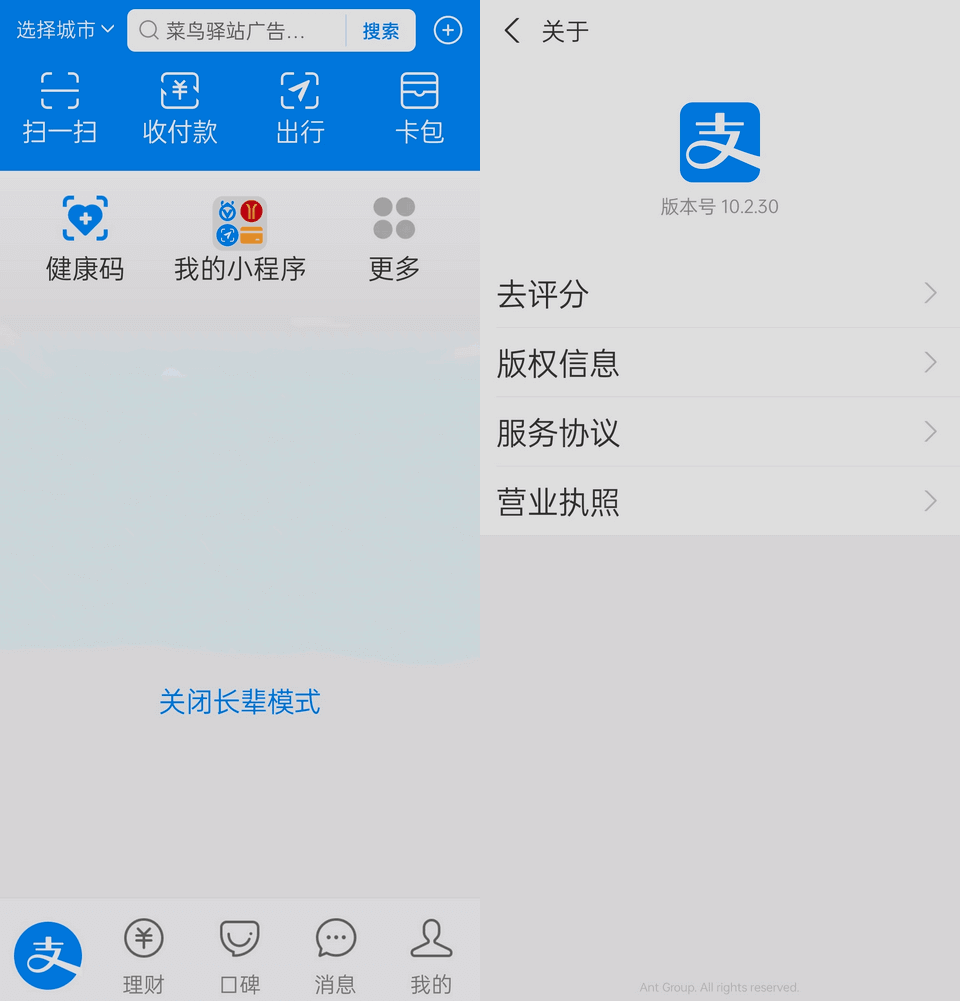 选择城市
菜鸟驿站广告...
搜索
扫一扫
收付款
出行
卡包
健康码
我的小程序
更多
关闭长辈模式
支
理财
口碑
消息
我的
关于
支
版本号 10.2.30
去评分
版权信息
服务协议
营业执照
Ant Group. All rights reserved.